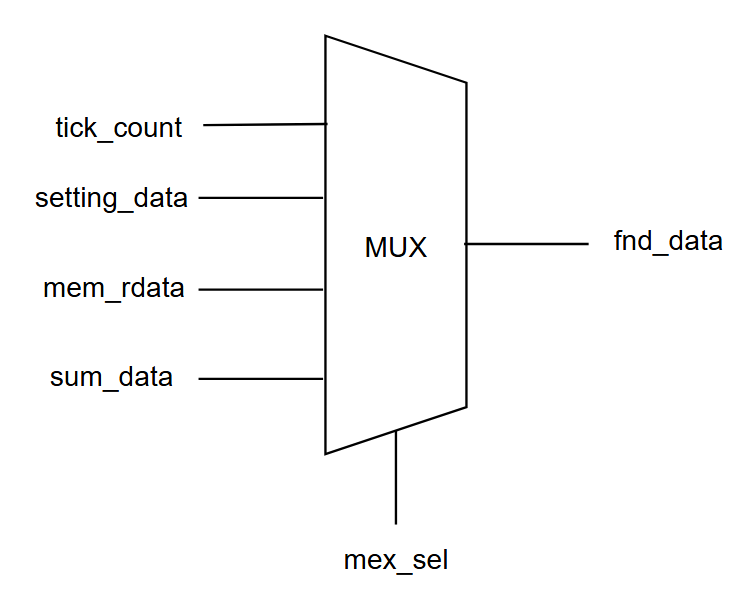 tick_count
setting_data
mem_rdata
sum_data
MUX
fnd_data
mex_sel